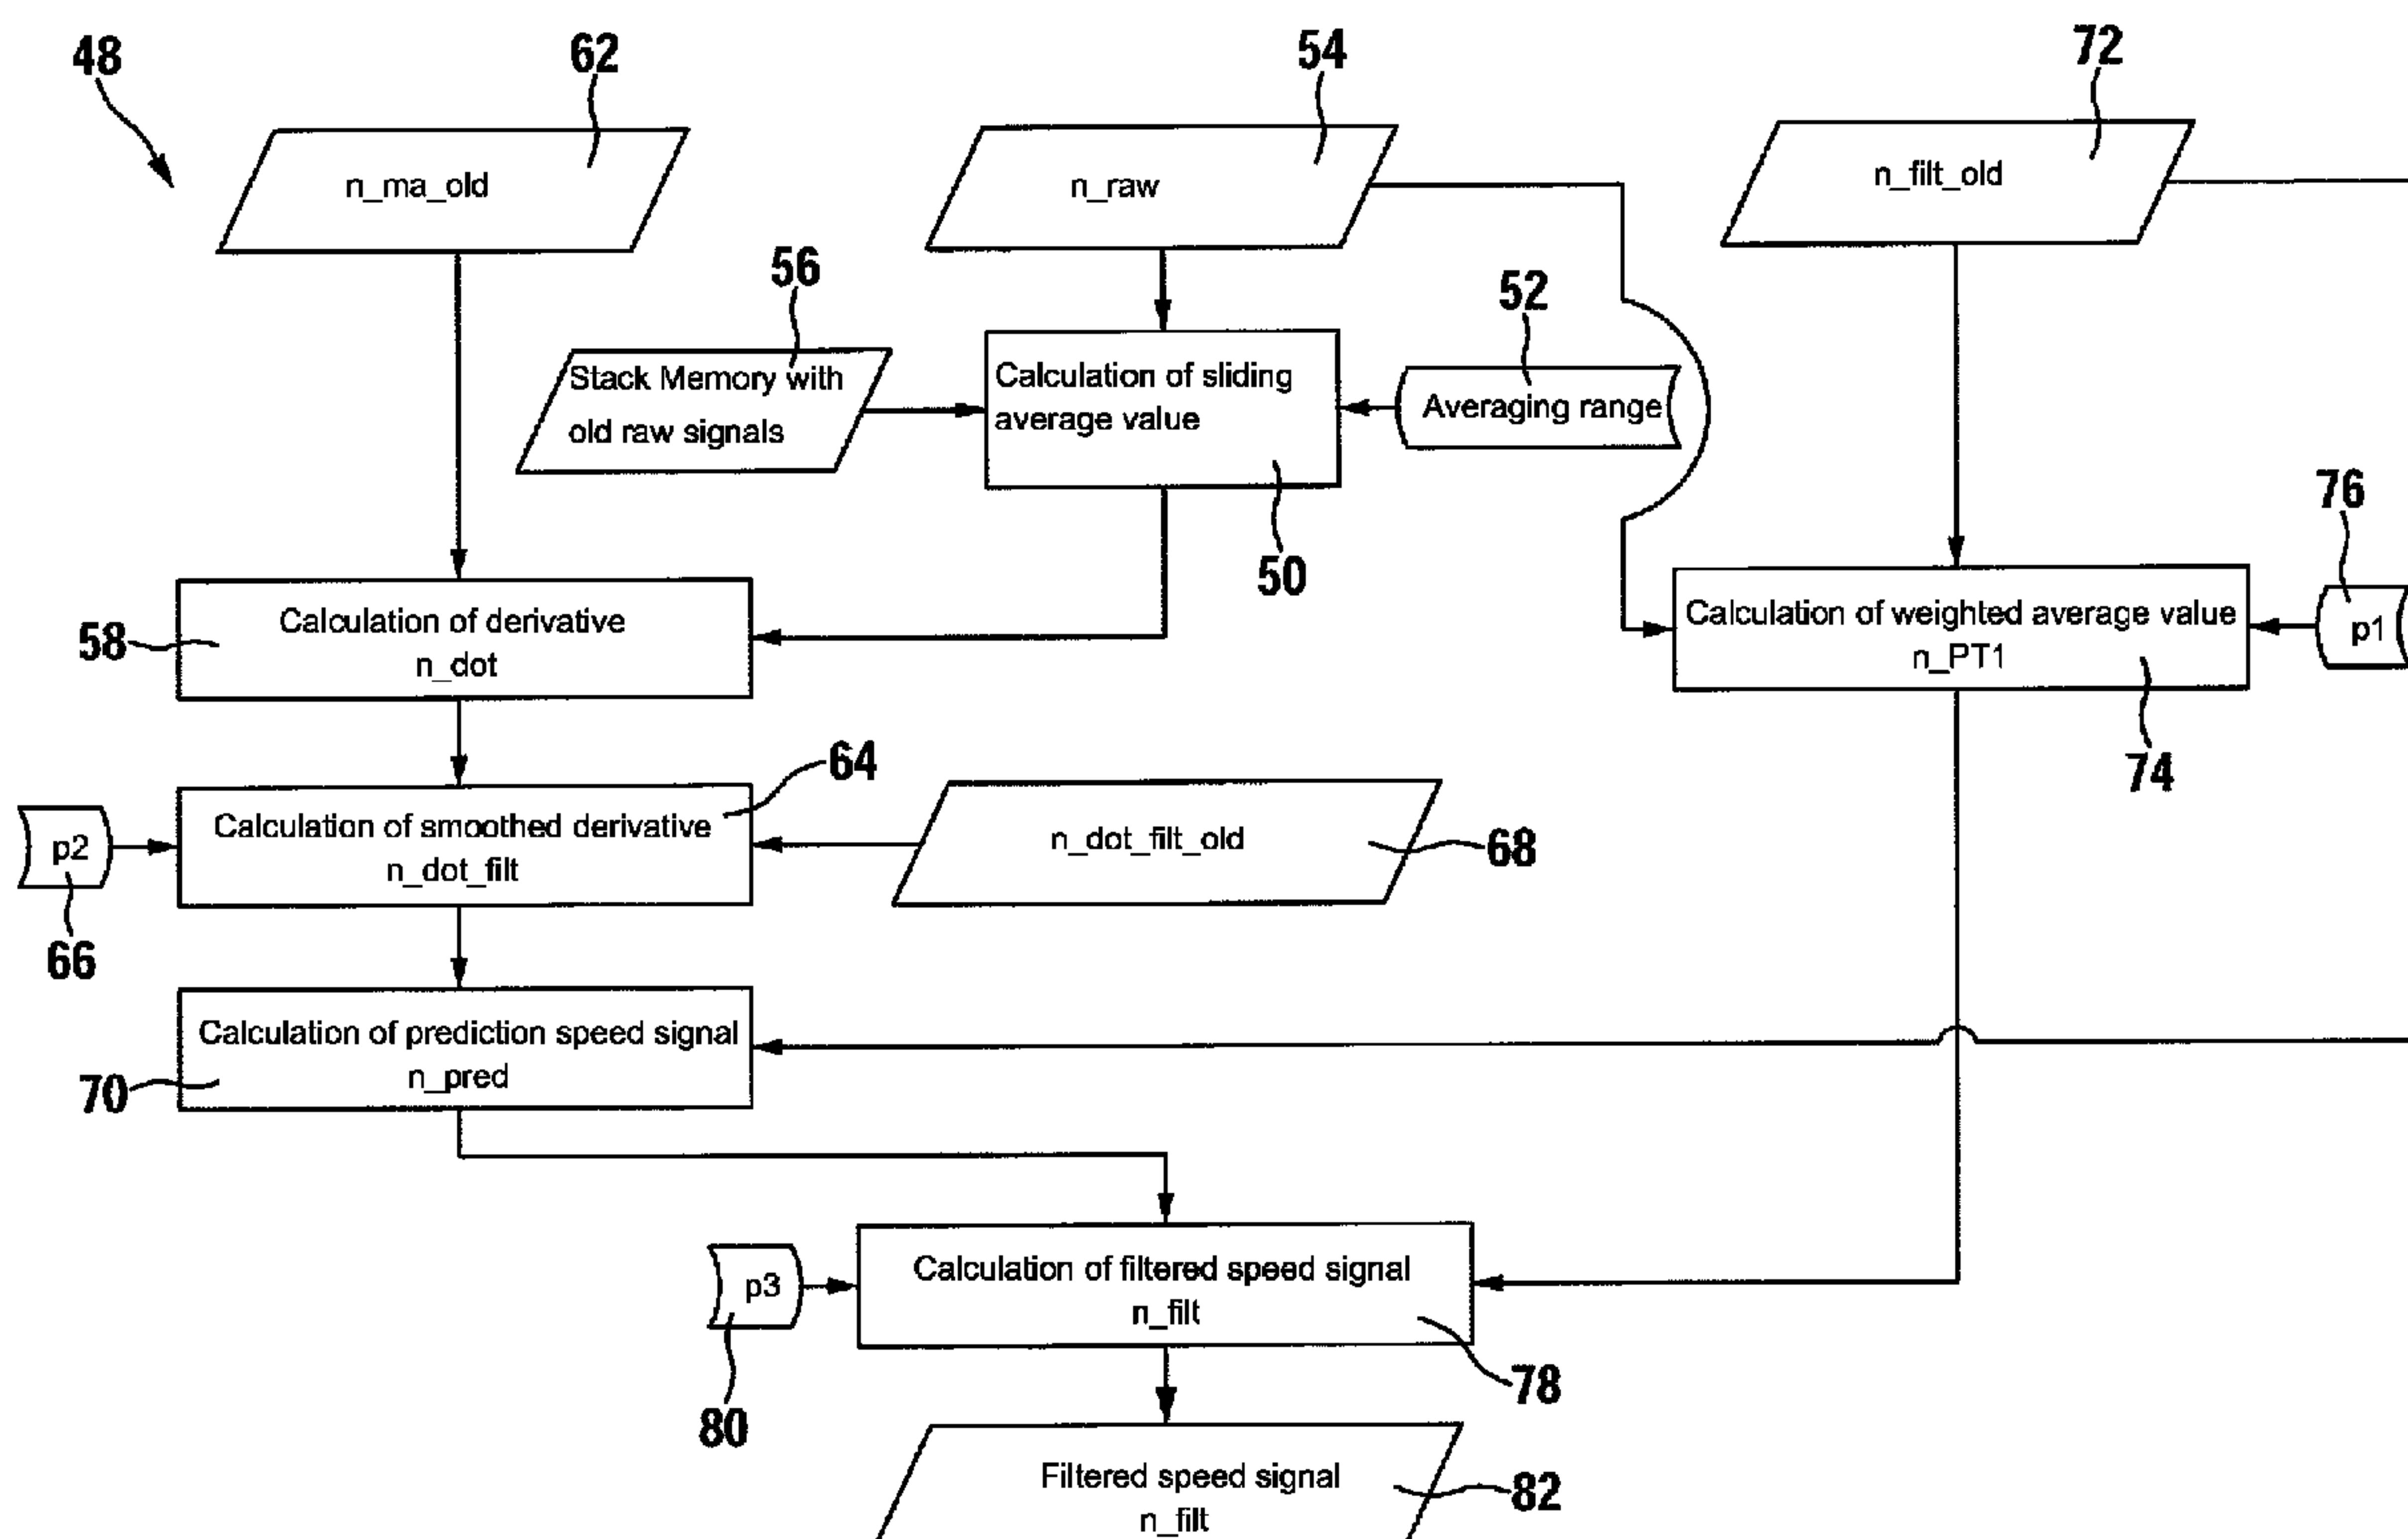 48
62
54
72
n_ma_old
n_raw
n_filt_old
56
52
Stack Memory with
old raw signals
Calculation of sliding
average value
Averaging range
50
76
58
Calculation of derivative
n_dot
Calculation of weighted average value
n_PT1
p1
74
64
p2
Calculation of smoothed derivative
n_dot_filt
n_dot_filt_old
68
66
Calculation of prediction speed signal
n_pred
70
p3
Calculation of filtered speed signal
n_filt
80
78
Filtered speed signal
n_filt
82